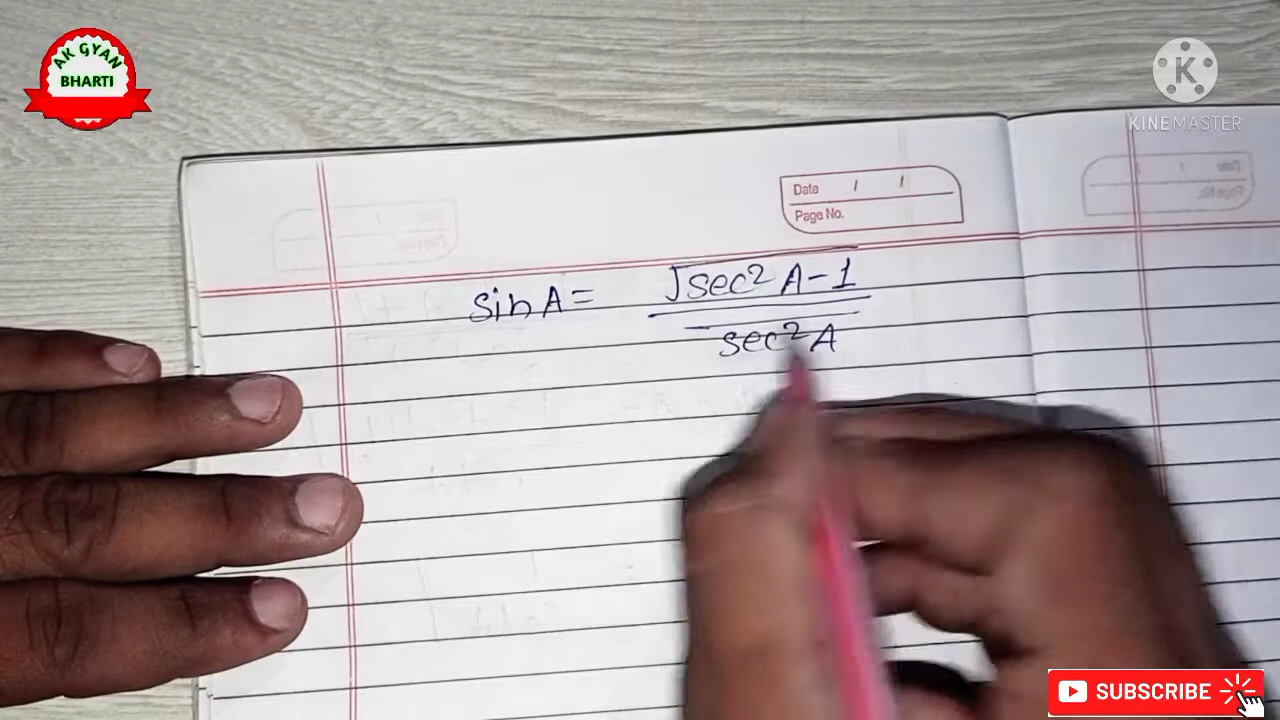 AK GYAN
BHARTI
K
KINEMASTER
Date / /
Page No.
sin A = √sec² A - 1
sec² A
SUBSCRIBE